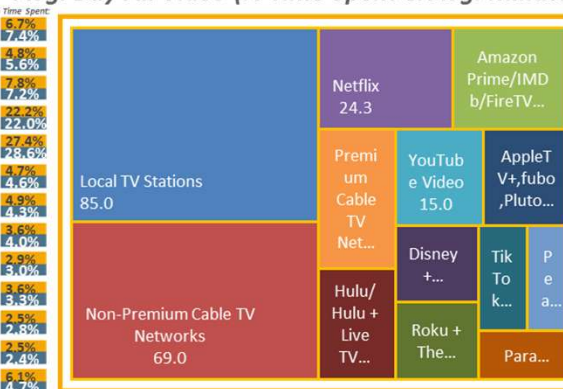 Time Spent:
6.7%
7.4%
4.8%
5.6%
7.8%
7.2%
22.2%
22.0%
27.4%
28.6%
4.7%
4.6%
4.9%
4.3%
3.6%
4.0%
2.9%
3.0%
3.6%
3.3%
2.5%
2.8%
2.5%
2.4%
6.1%
4.7%
Local TV Stations
85.0
Non-Premium Cable TV
Networks
69.0
Netflix
24.3
Amazon
Prime/IMD
b/FireTV...
Premi
um
Cable
TV
Net...
YouTub
e Video
15.0
AppleT
V+,fubo
,Pluto...
Hulu/
Hulu +
Live
TV...
Disney
+...
Tik
To
k...
P
e
a...
Roku +
The...
Para...